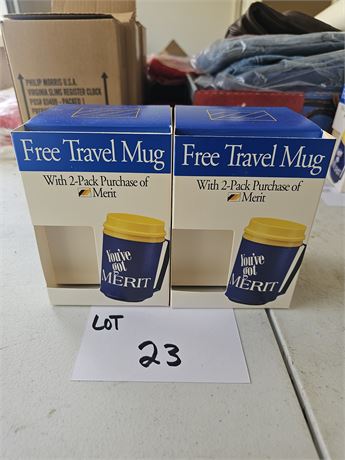 PHILIP MORRIS U.S.A.
VIRGINIA SLIMS REGISTER CLOCK
Free Travel Mug
With 2-Pack Purchase of
Merit
You've
got
MERIT
Free Travel Mug
With 2-Pack Purchase of
Merit
You've
got
MERIT
LOT
23